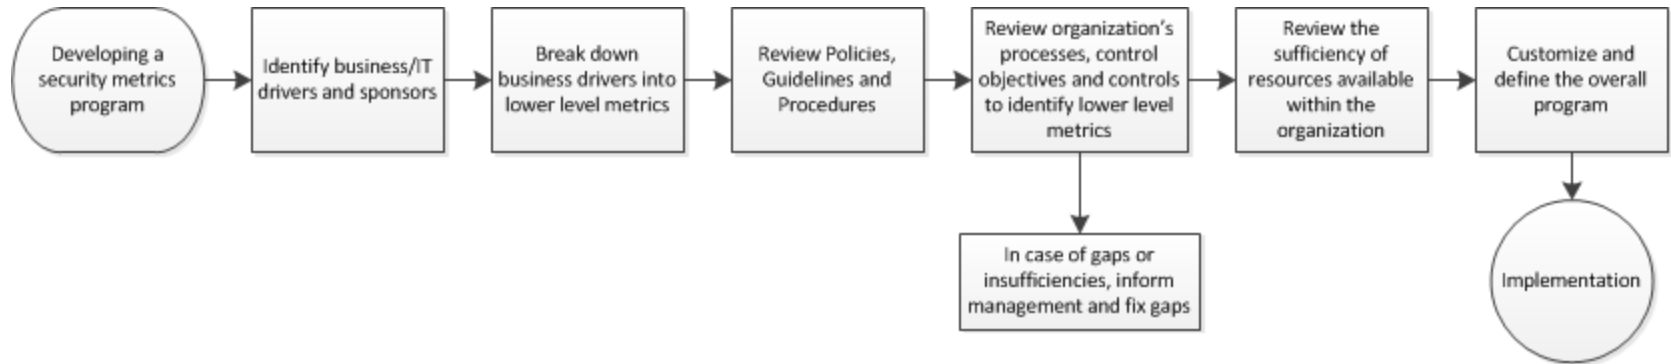 Developing a
security metrics
program
Identify business/IT
drivers and sponsors
Break down
business drivers into
lower level metrics
Review Policies,
Guidelines and
Procedures
Review organization's
processes, control
objectives and controls
to identify lower level
metrics
Review the
sufficiency of
resources available
within the
organization
Customize and
define the overall
program
In case of gaps or
insufficiencies, inform
management and fix gaps
Implementation